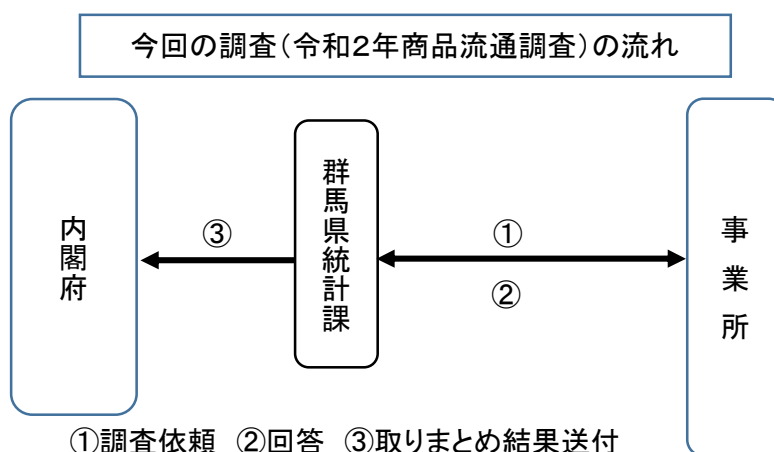 今回の調査(令和2年商品流通調査)の流れ
内閣府
③
群馬県統計課
①
②
事業所
①調査依頼 ②回答 ③取りまとめ結果送付